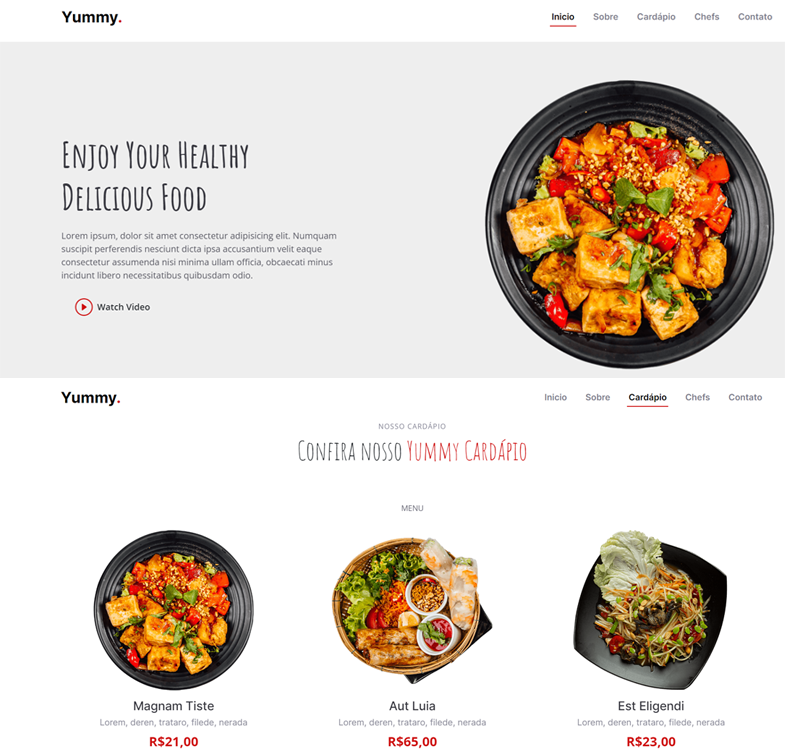 Yummy.
Inicio Sobre Cardápio Chefs Contato
Enjoy Your Healthy
Delicious Food
Lorem ipsum, dolor sit amet consectetur adipisicing elit. Numquam
suscipit perferendis nesciunt dicta ipsa accusantium velit eaque
consectetur assumenda nisi minima ullam officia, obcaecati minus
incidunt libero necessitatibus quibusdam odio.
Watch Video
Yummy.
Inicio Sobre Cardápio Chefs Contato
NOSSO CARDÁPIO
Confira nosso Yummy Cardápio
MENU
Magnam Tiste
Lorem, deren, trataro, filede, nerada
R$21,00
Aut Luia
Lorem, deren, trataro, filede, nerada
R$65,00
Est Eligendi
Lorem, deren, trataro, filede, nerada
R$23,00